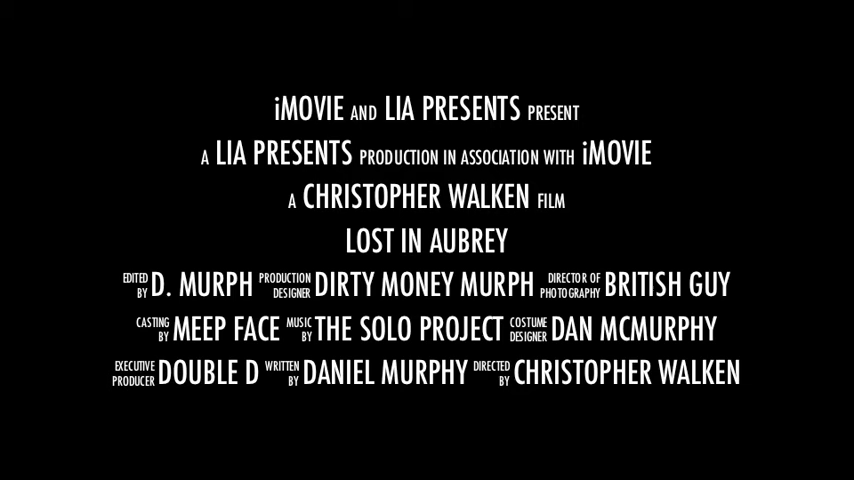 iMOVIE AND LIA PRESENTS PRESENT
A LIA PRESENTS PRODUCTION IN ASSOCIATION WITH iMOVIE
A CHRISTOPHER WALKEN FILM
LOST IN AUBREY
EDITED BY D. MURPH PRODUCTION DESIGNER DIRTY MONEY MURPH DIRECTOR OF PHOTOGRAPHY BRITISH GUY
CASTING BY MEEP FACE MUSIC BY THE SOLO PROJECT COSTUME DESIGNER DAN MCMURPHY
EXECUTIVE PRODUCER DOUBLE D WRITTEN BY DANIEL MURPHY DIRECTED BY CHRISTOPHER WALKEN